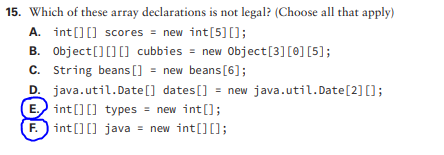 15. Which of these array declarations is not legal? (Choose all that apply)
A. int[][] scores = new int[5][];
B. Object[][][] cubbies = new Object[3][0][5];
C. String beans[] = new beans[6];
D. java.util.Date[] dates[] = new java.util.Date[2][];
E. int[][] types = new int[];
F. int[][] java = new int[][];